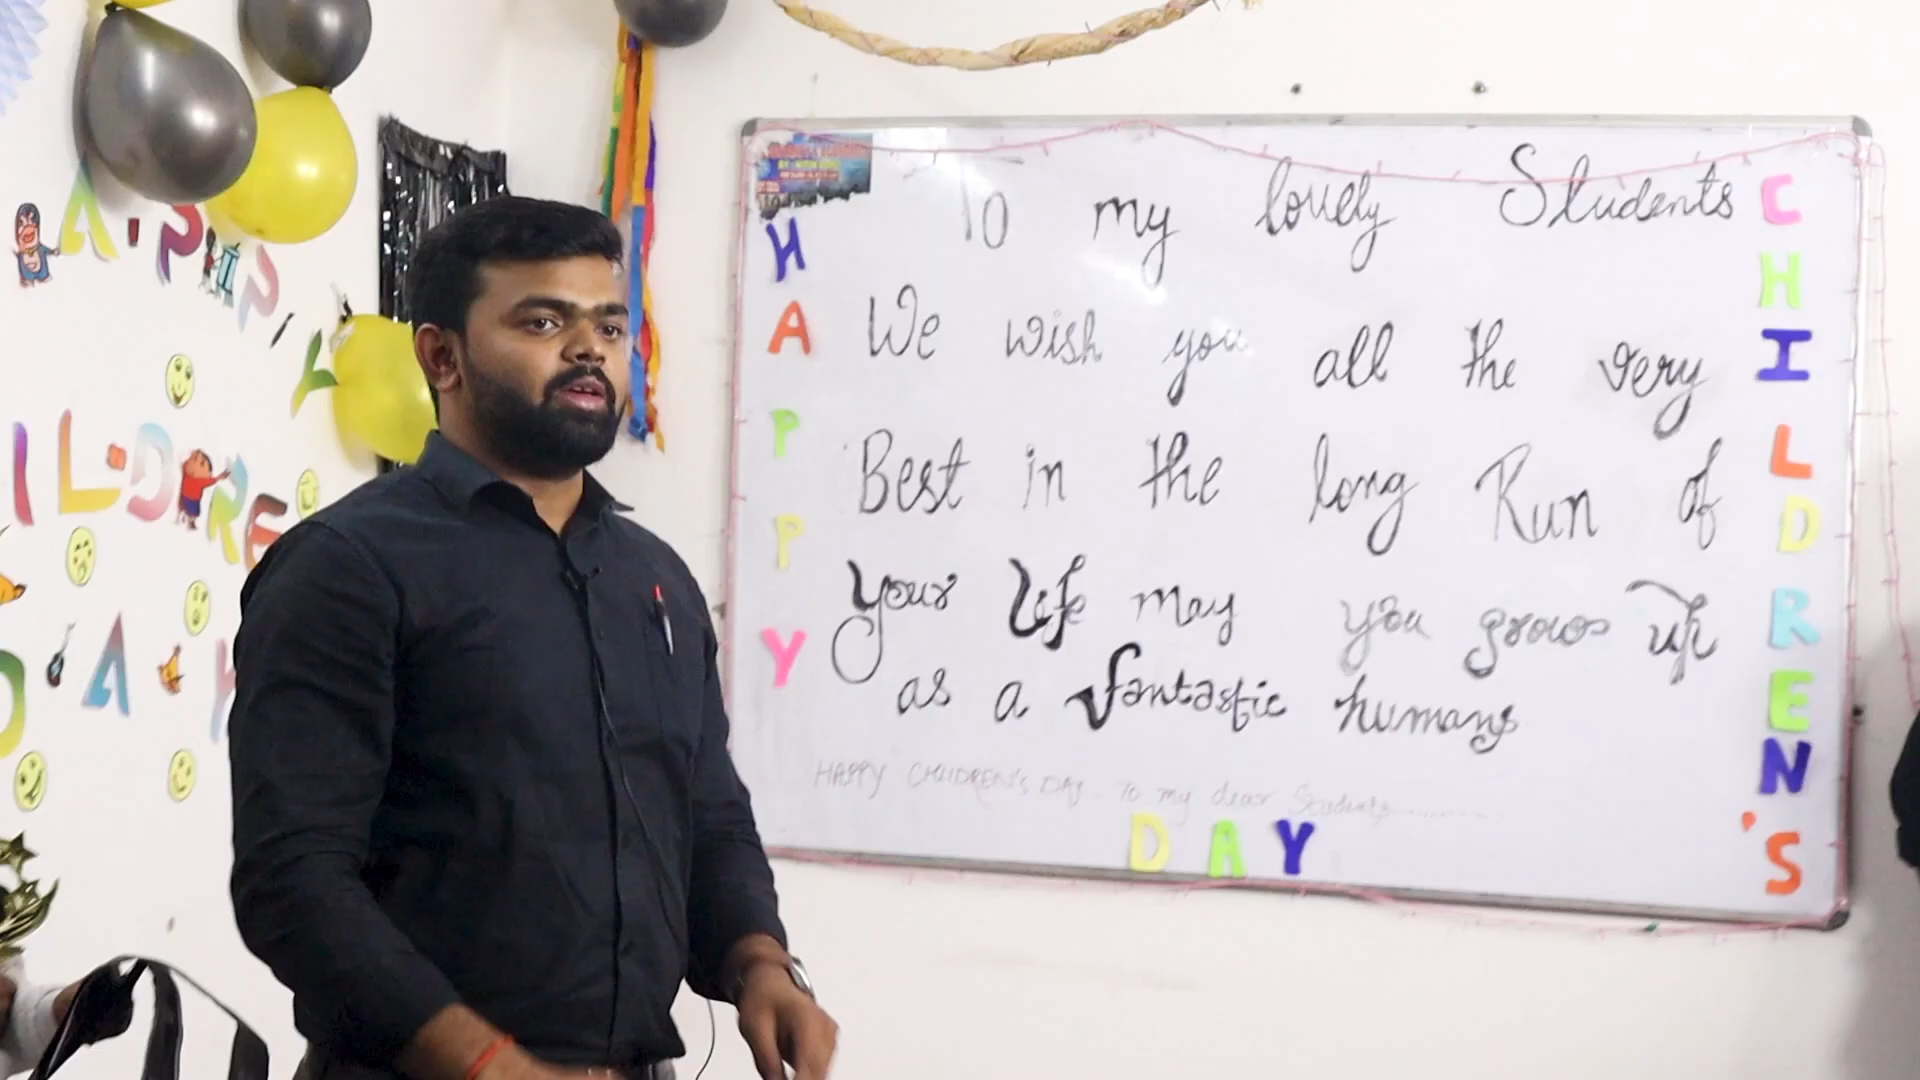 To my lovely Students
We wish you all the very
Best in the long Run of
your life may you grows up
as a fantastic humans
HAPPY CHILDREN'S DAY To my dear Students..........
HAPPY
CHILDREN'S
DAY